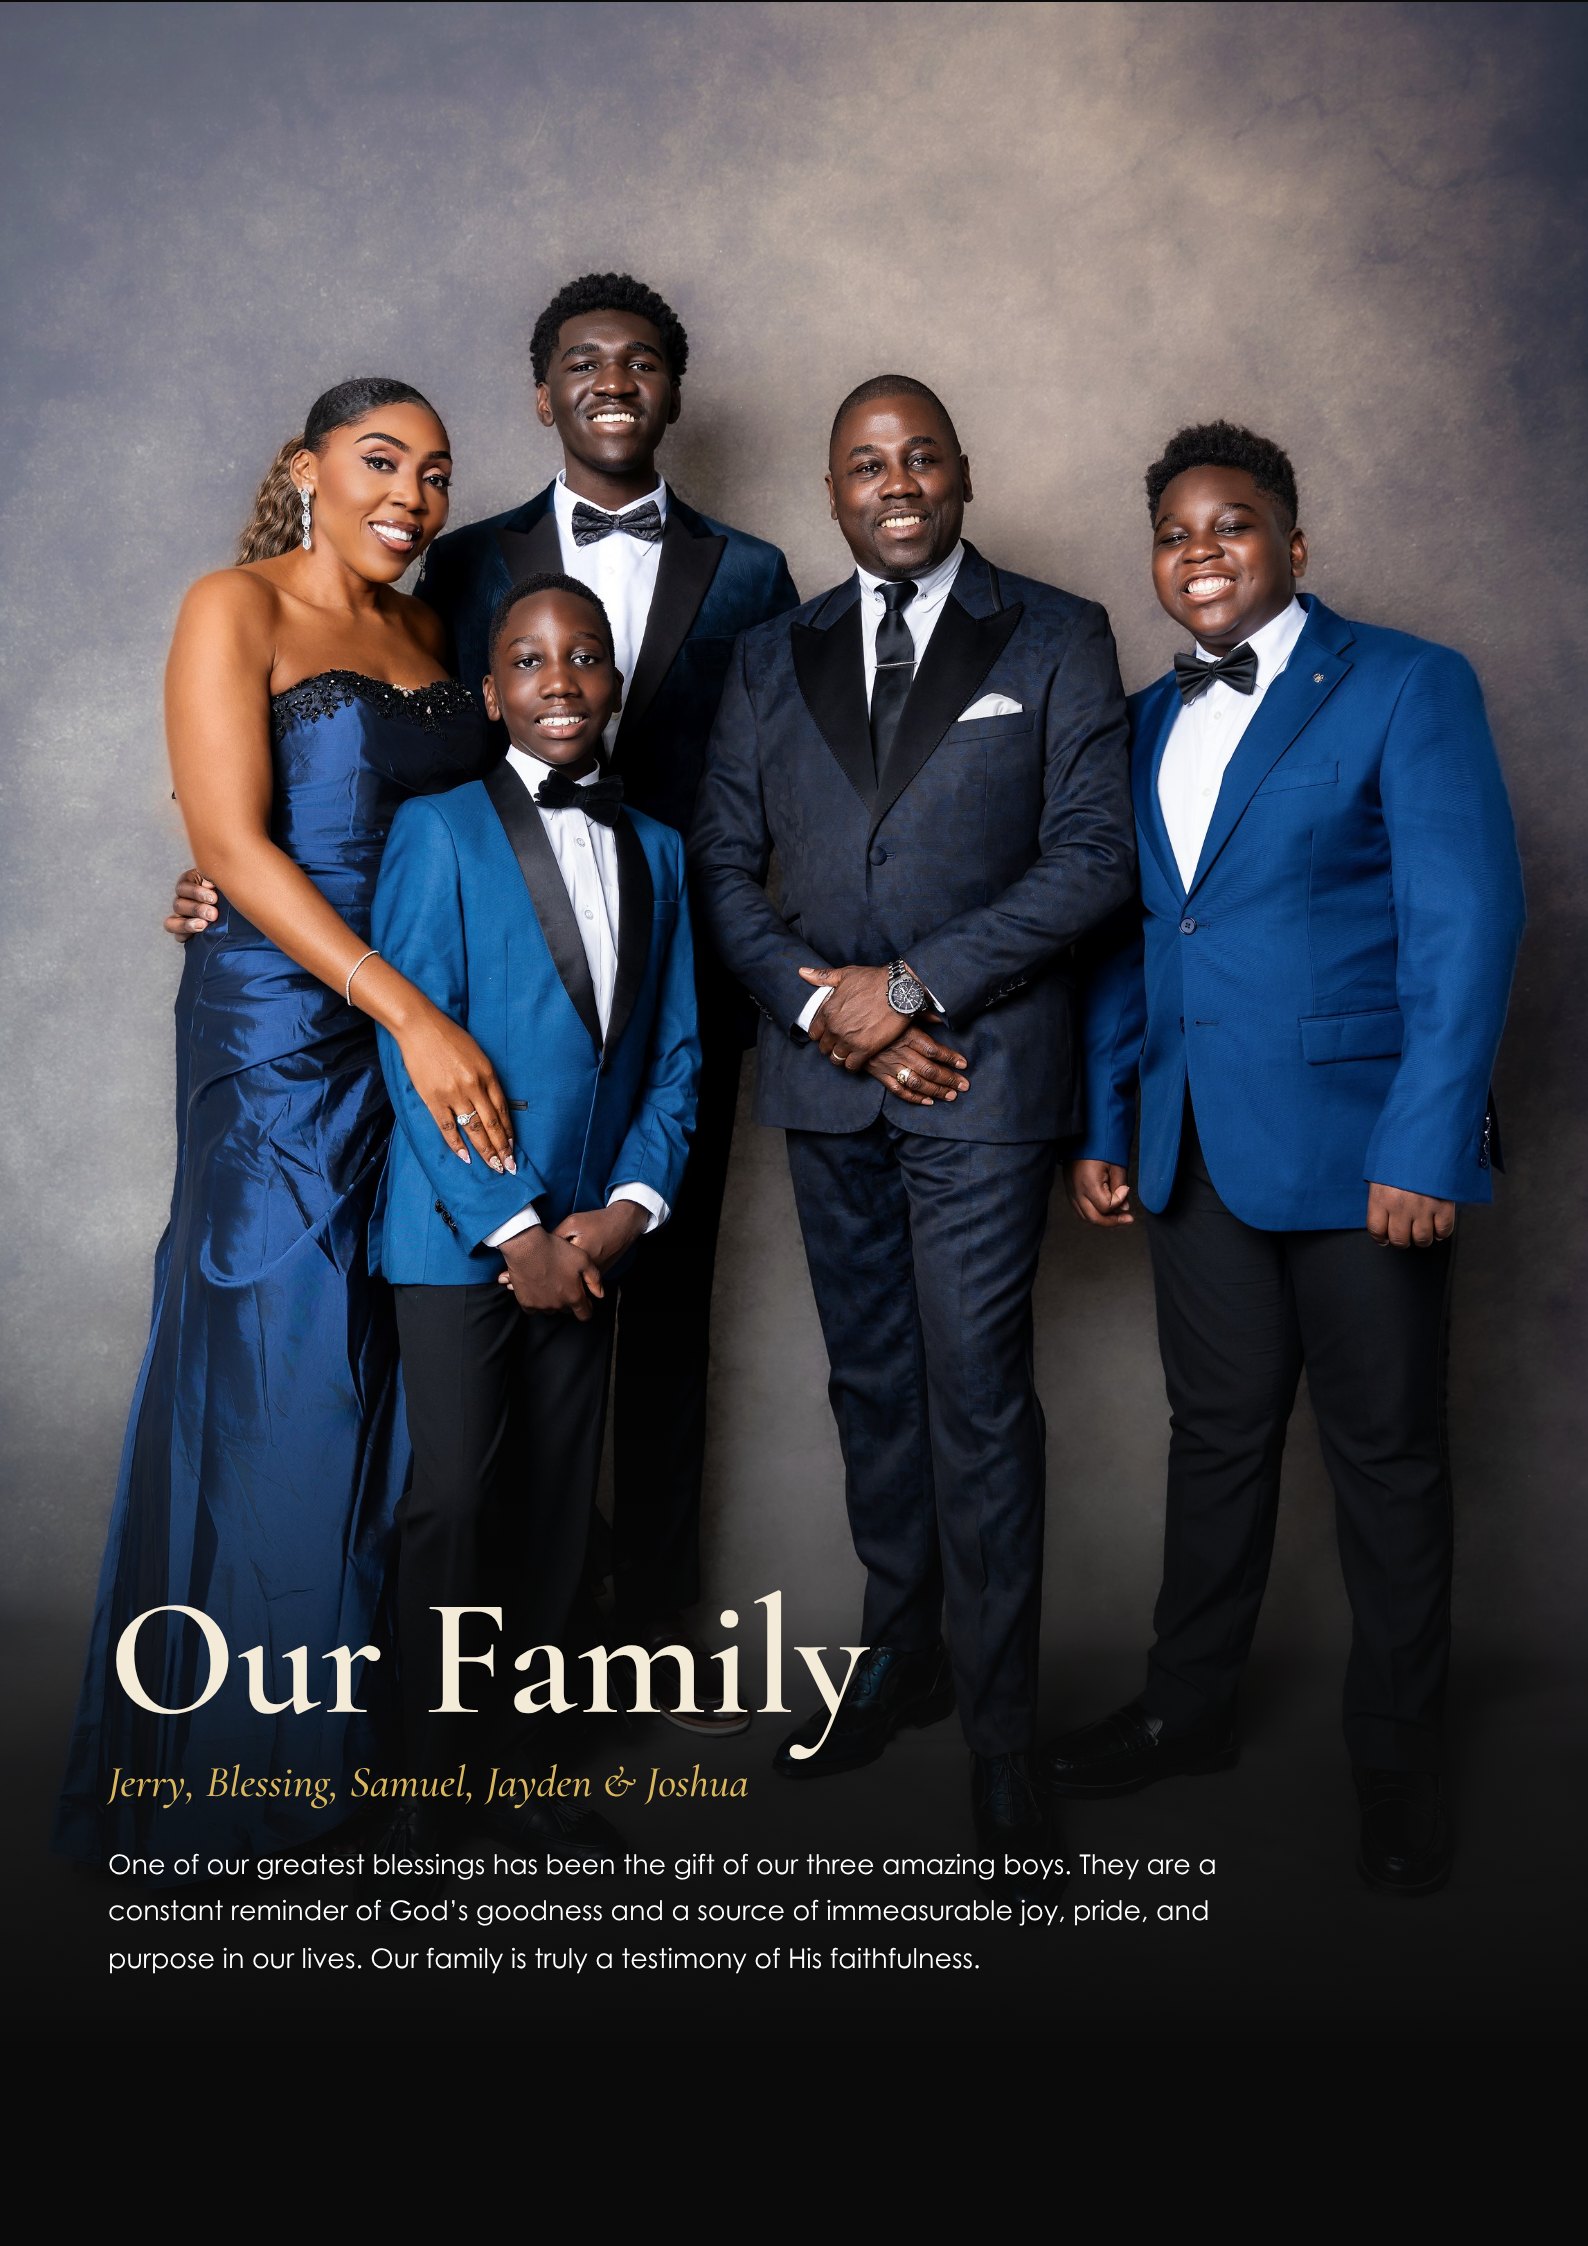 Our Family
Jerry, Blessing, Samuel, Jayden & Joshua
One of our greatest blessings has been the gift of our three amazing boys. They are a
constant reminder of God’s goodness and a source of immeasurable joy, pride, and
purpose in our lives. Our family is truly a testimony of His faithfulness.